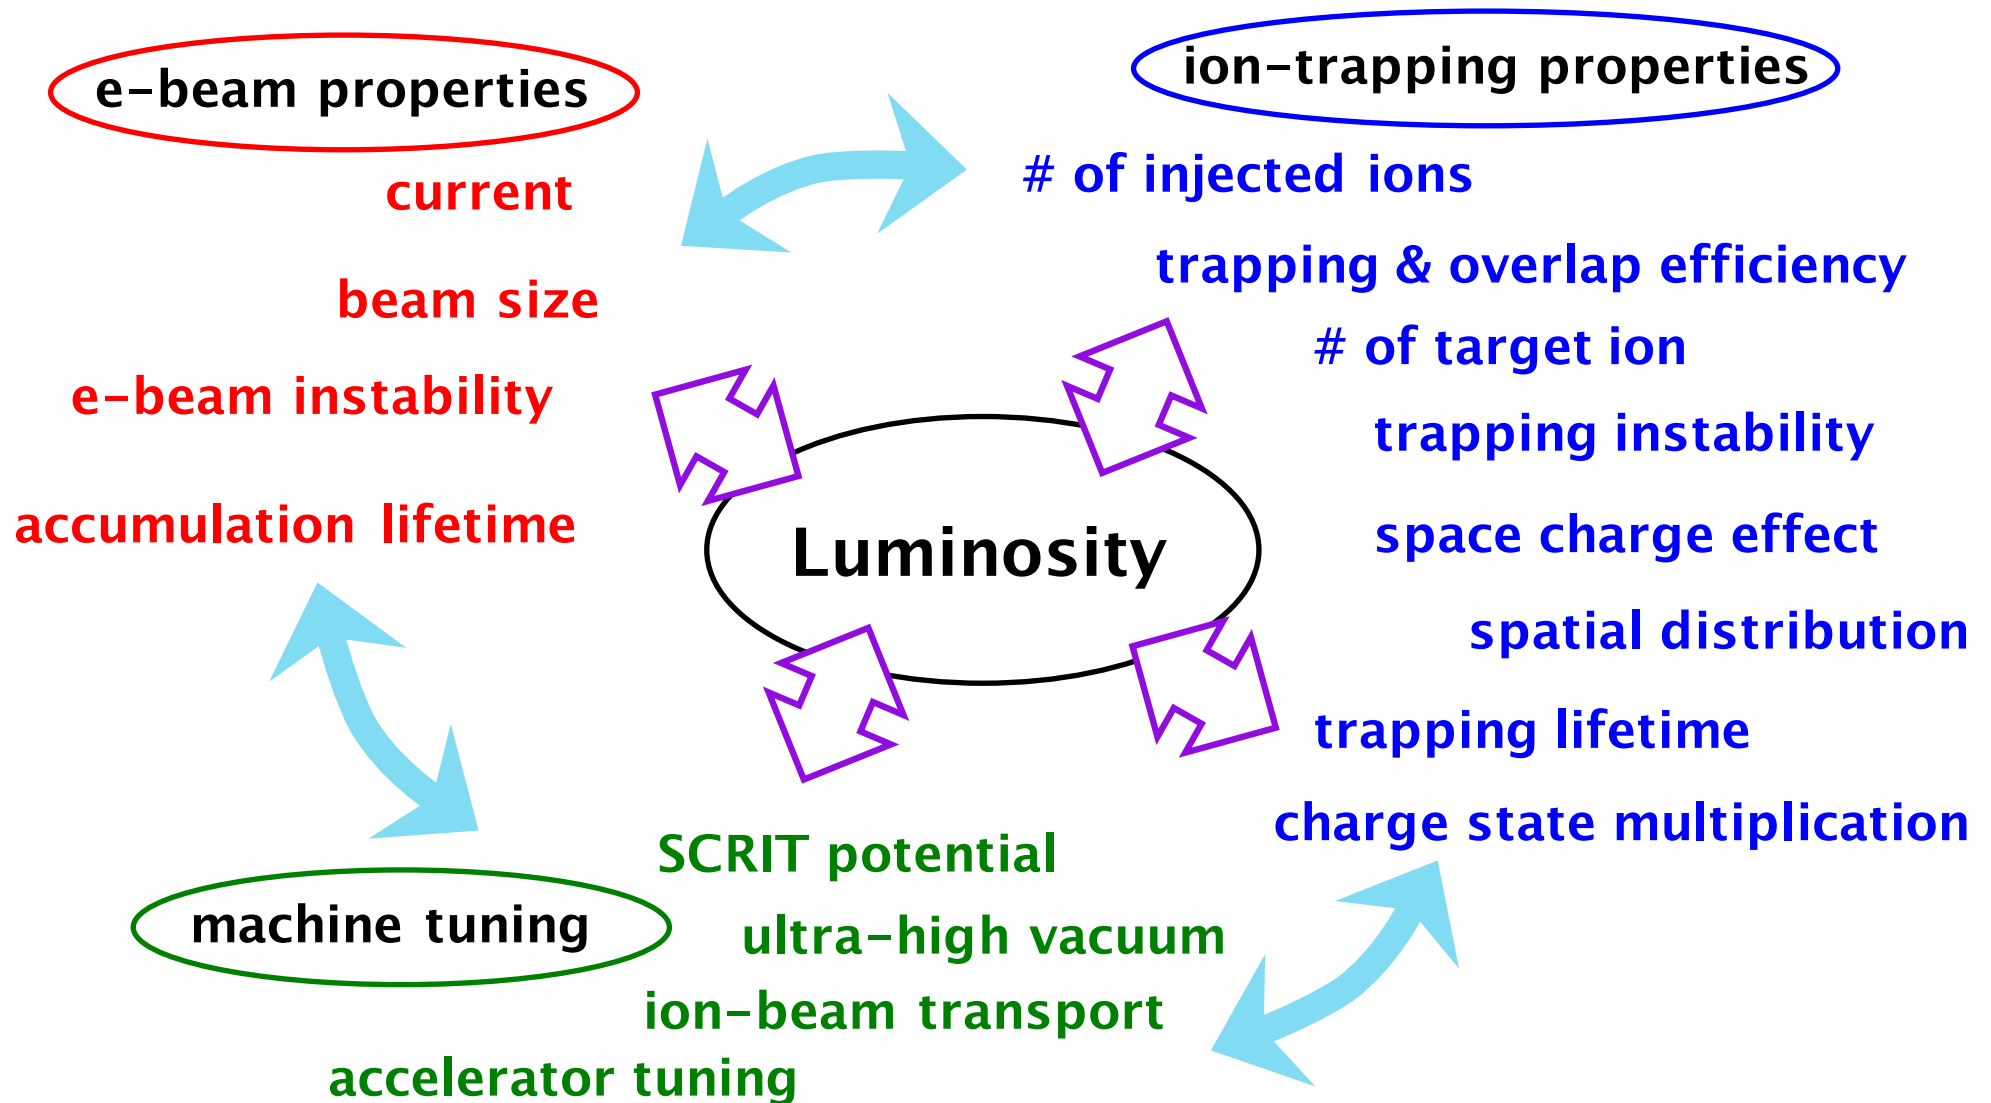 e-beam properties
current
beam size
e-beam instability
accumulation lifetime
ion-trapping properties
# of injected ions
trapping & overlap efficiency
# of target ion
trapping instability
space charge effect
spatial distribution
trapping lifetime
charge state multiplication
Luminosity
machine tuning
SCRIT potential
ultra-high vacuum
ion-beam transport
accelerator tuning